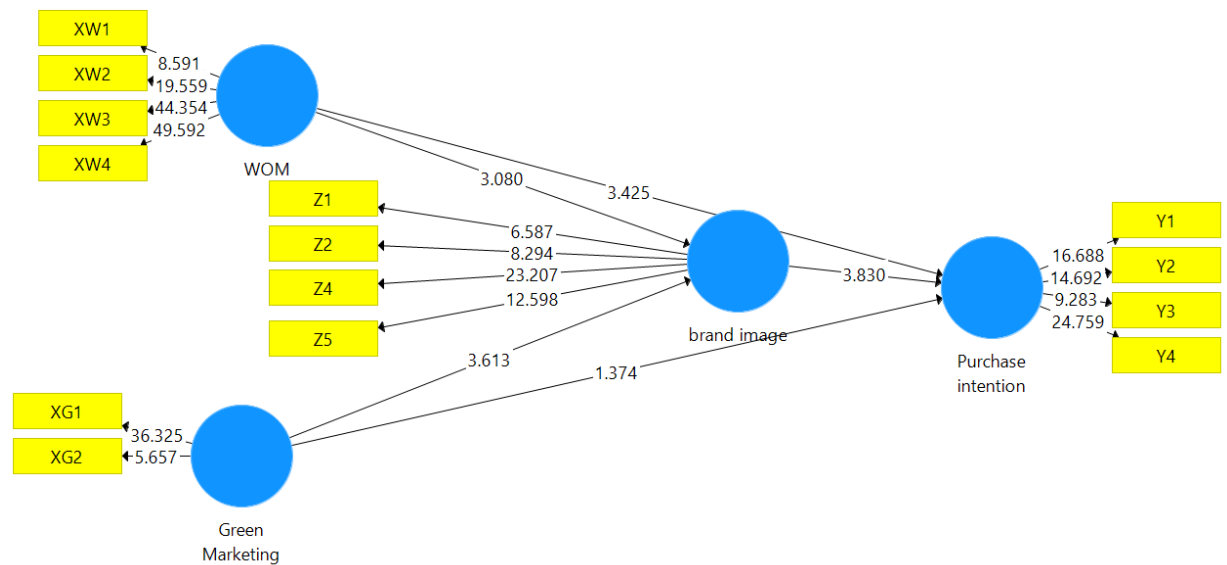 XW1
XW2
XW3
XW4
8.591
19.559
44.354
49.592
WOM
3.080
3.425
Z1
Z2
Z4
Z5
6.587
8.294
23.207
12.598
brand image
3.830
Y1
Y2
Y3
Y4
16.688
14.692
9.283
24.759
Purchase
intention
3.613
1.374
XG1
XG2
36.325
5.657
Green
Marketing